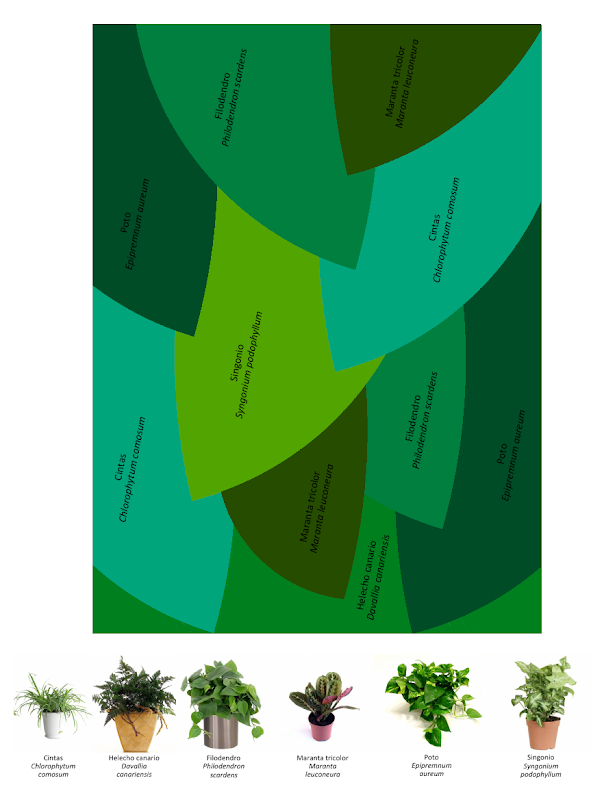 Filodendro
Philodendron scardens
Maranta tricolor
Maranta leuconeura
Poto
Epipremnum aureum
Cintas
Chlorophytum comosum
Singonio
Syngonium podophyllum
Filodendro
Philodendron scardens
Cintas
Chlorophytum comosum
Poto
Epipremnum aureum
Maranta tricolor
Maranta leuconeura
Helecho canario
Davallia canariensis
Cintas
Chlorophytum
comosum
Helecho canario
Davallia
canariensis
Filodendro
Philodendron
scardens
Maranta tricolor
Maranta
leuconeura
Poto
Epipremnum
aureum
Singonio
Syngonium
podophyllum